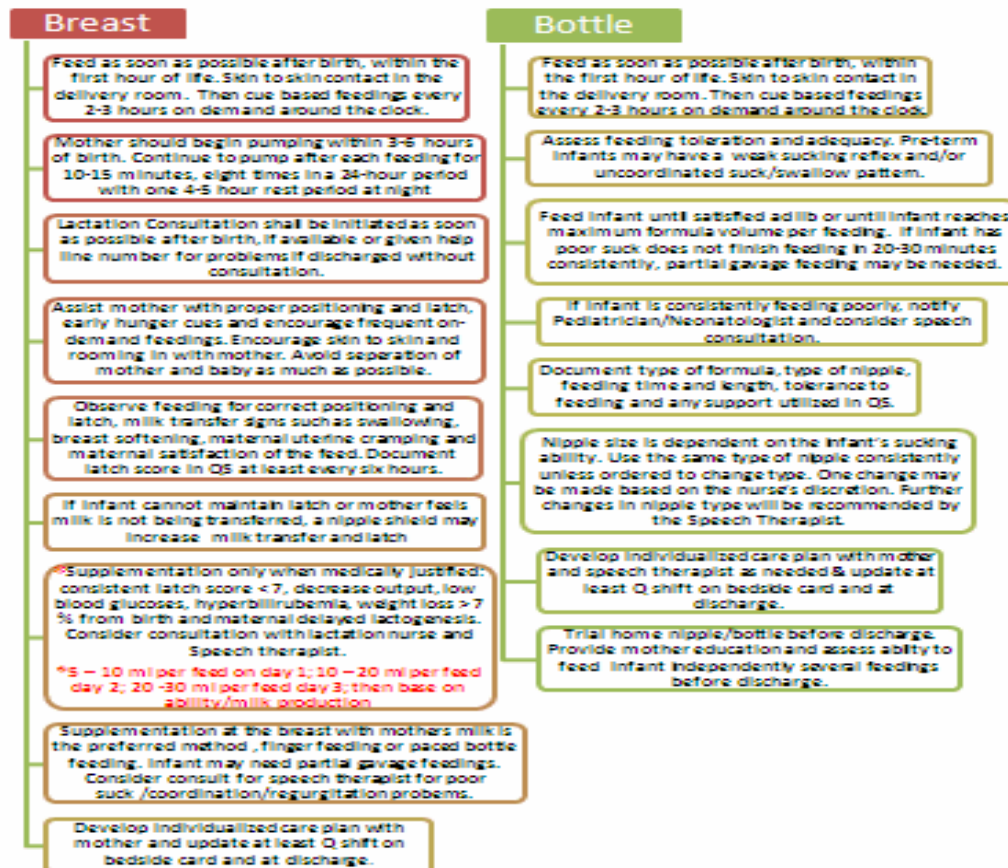 Breast
Feed as soon as possible after birth, within the
first hour of life. Skin to skin contact in the
delivery room. Then cue based feedings every
2-3 hours on demand around the clock.
Mother should begin pumping within 3-6 hours
of birth. Continue to pump after each feeding for
10-15 minutes, eight times in a 24-hour period
with one 4-5 hour rest period at night
Lactation Consultation shall be initiated as soon
as possible after birth, if available or given help
line number for problems if discharged without
consultation.
Assist mother with proper positioning and latch,
early hunger cues and encourage frequent on-
demand feedings. Encourage skin to skin and
rooming in with mother. Avoid seperation of
mother and baby as much as possible.
Observe feeding for correct positioning and
latch, milk transfer signs such as swallowing,
breast softening, maternal uterine cramping and
maternal satisfaction of the feed. Document
latch score in QS at least every six hours.
If infant cannot maintain latch or mother feels
milk is not being transferred, a nipple shield may
increase milk transfer and latch
*Supplementation only when medically justified:
consistent latch score <7, decrease output, low
blood glucoses, hyperbilirubemia, weight loss >7
% from birth and maternal delayed lactogenesis.
Consider consultation with lactation nurse and
Speech therapist.
*5 – 10 ml per feed on day 1; 10 – 20 ml per feed
day 2; 20 -30 ml per feed day 3; then base on
ability/milk production
Supplementation at the breast with mothers milk is
the preferred method , finger feeding or paced bottle
feeding. Infant may need partial gavage feedings.
Consider consult for speech therapist for poor
suck /coordination/regurgitation probems.
Develop individualized care plan with
mother and update at least Q shift on
bedside card and at discharge.
Bottle
Feed as soon as possible after birth, within
the first hour of life. Skin to skin contact in
the delivery room. Then cue based feedings
every 2-3 hours on demand around the clock.
Assess feeding toleration and adequacy. Pre-term
infants may have a weak sucking reflex and/or
uncoordinated suck/swallow pattern.
Feed infant until satisfied ad lib or until infant reaches
maximum formula volume per feeding. If infant has
poor suck does not finish feeding in 20-30 minutes
consistently, partial gavage feeding may be needed.
If infant is consistently feeding poorly, notify
Pediatrician/Neonatologist and consider speech
consultation.
Document type of formula, type of nipple,
feeding time and length, tolerance to
feeding and any support utilized in QS.
Nipple size is dependent on the infant's sucking
ability. Use the same type of nipple consistently
unless ordered to change type. One change may
be made based on the nurse's discretion. Further
changes in nipple type will be recommended by
the Speech Therapist.
Develop individualized care plan with mother
and speech therapist as needed & update at
least Q shift on bedside card and at
discharge.
Trial home nipple/bottle before discharge.
Provide mother education and assess abilty to
feed infant independently several feedings
before discharge.